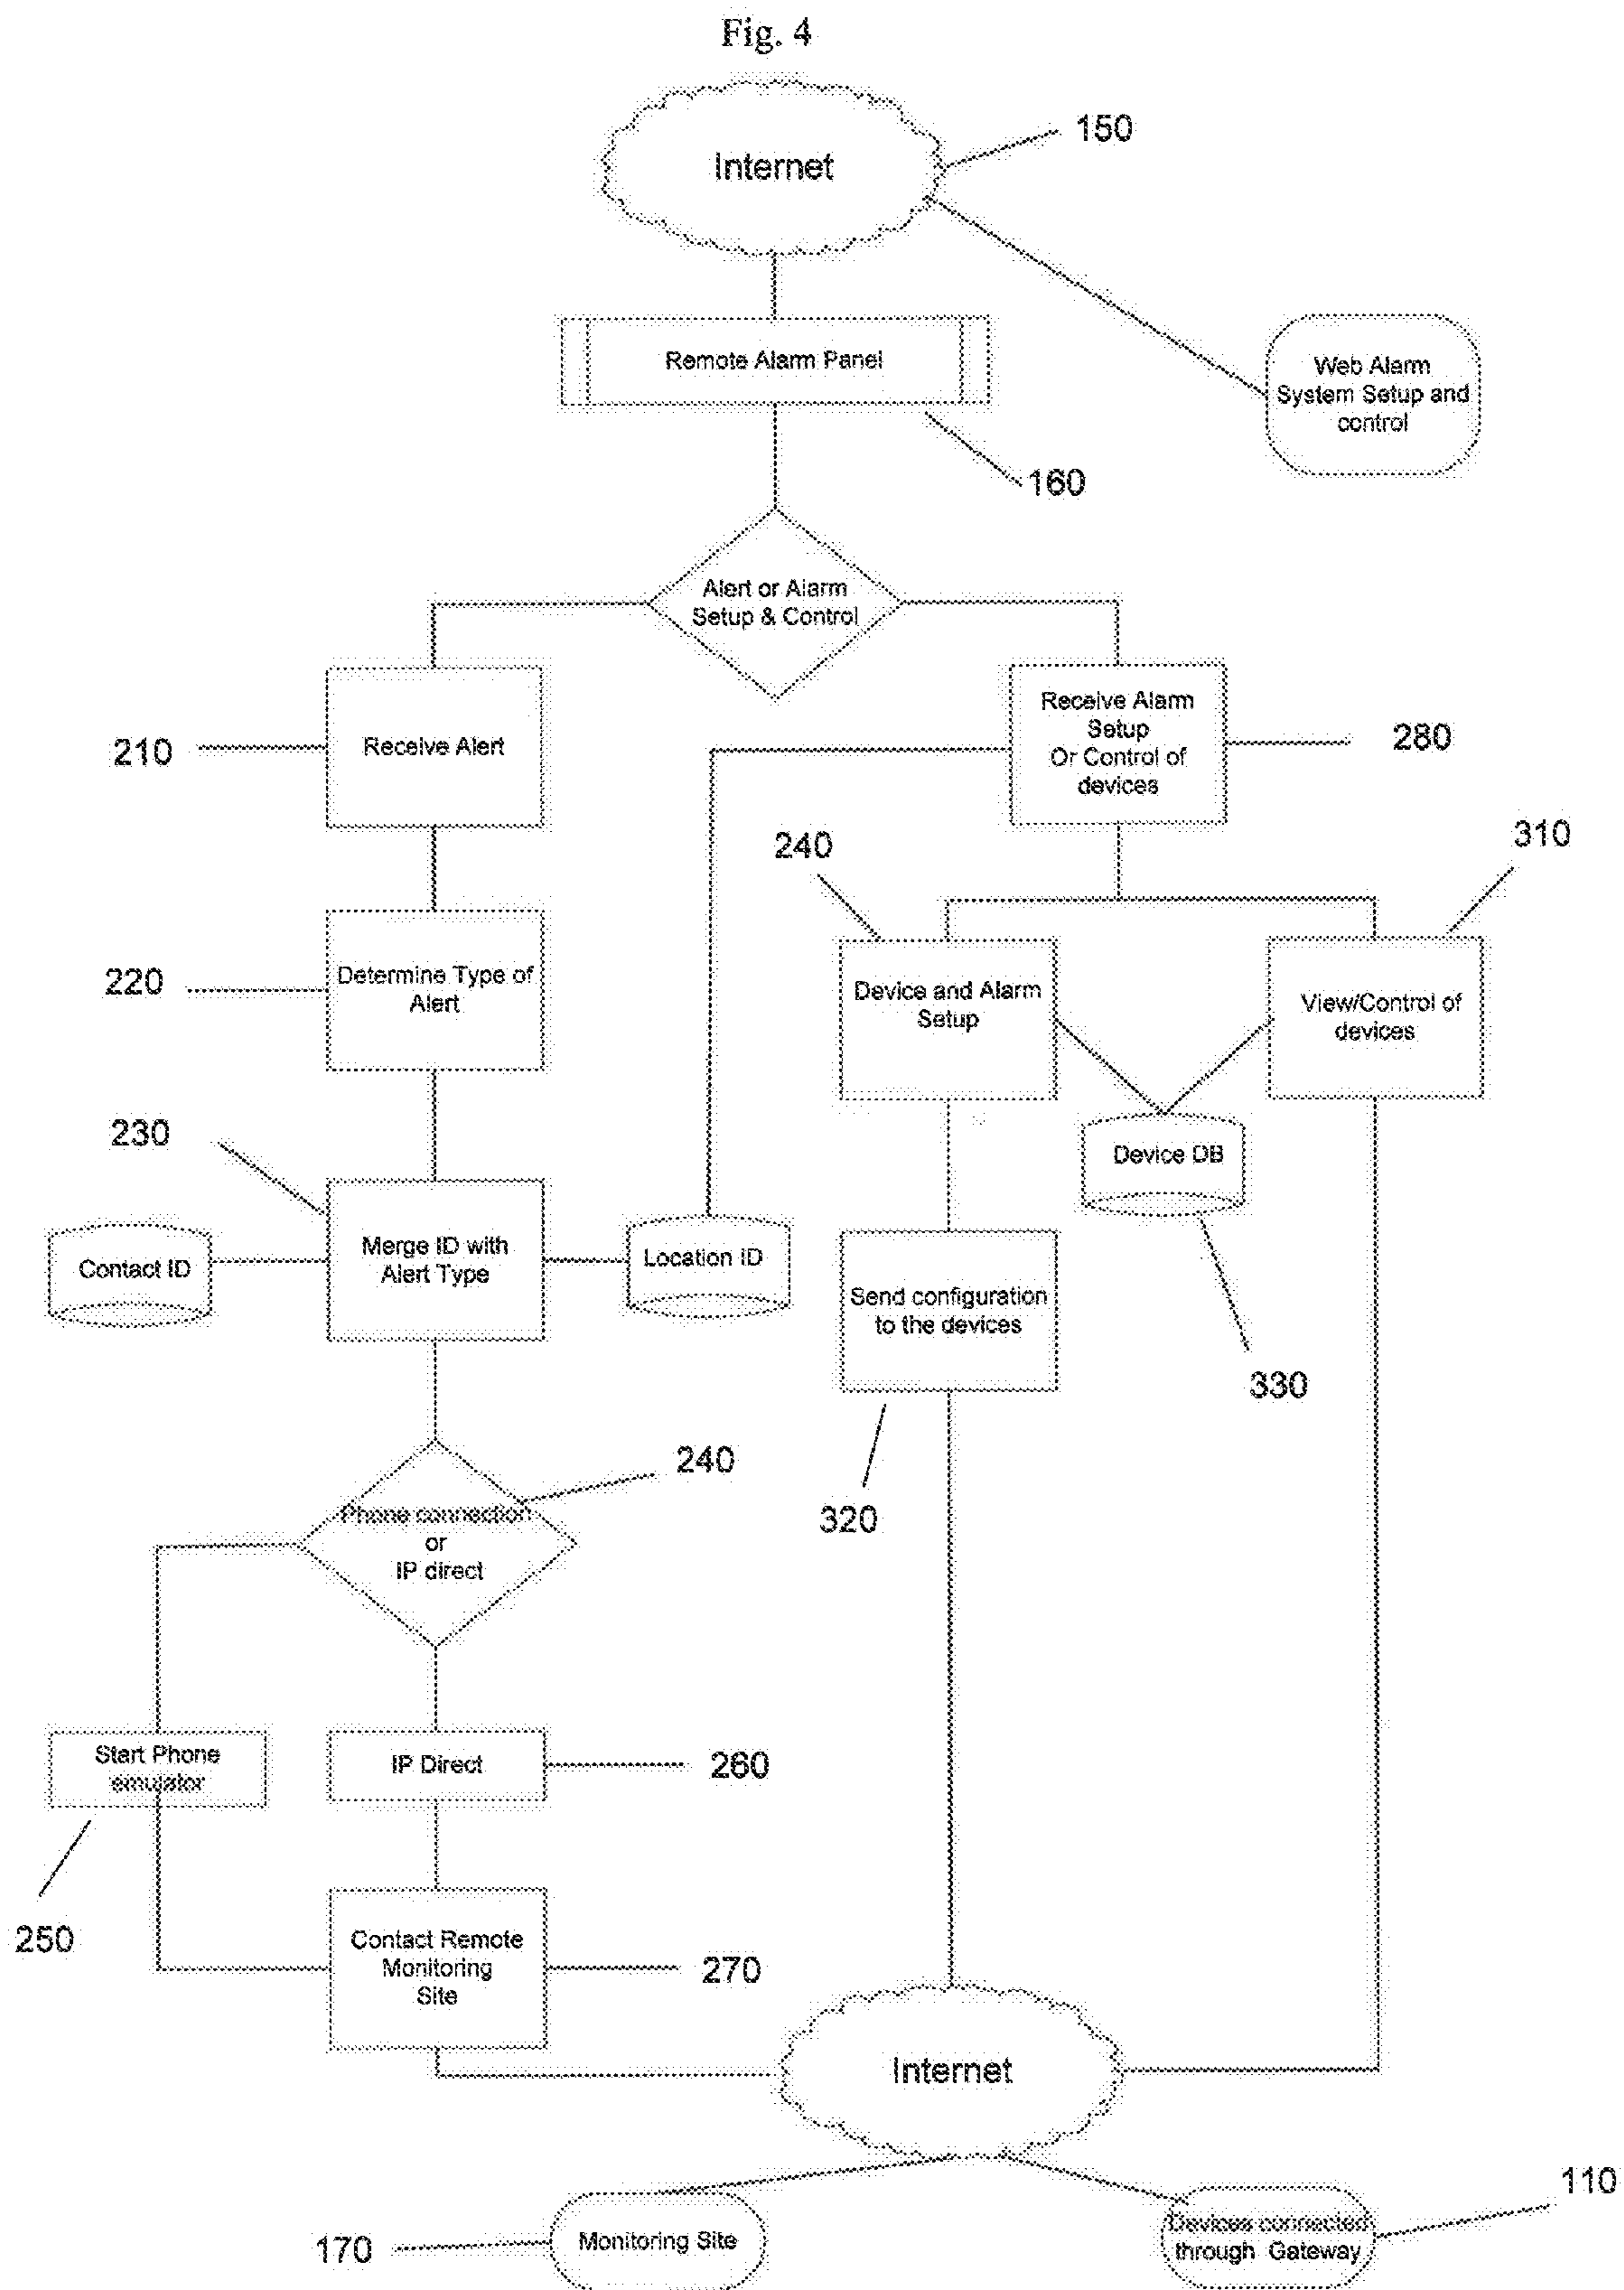 Fig. 4
Internet
150
Remote Alarm Panel
Web Alarm
System Setup and
control
160
Alert or Alarm
Setup & Control
210
Receive Alert
Receive Alarm
Setup
Or Control of
devices
280
240
310
220
Determine Type of
Alert
Device and Alarm
Setup
View/Control of
devices
230
Device DB
Contact ID
Merge ID with
Alert Type
Location ID
Send configuration
to the devices
330
240
320
Phone connection
or
IP direct
Start Phone
emulator
IP Direct
260
250
Contact Remote
Monitoring
Site
270
Internet
110
170
Monitoring Site
Devices connected
through Gateway